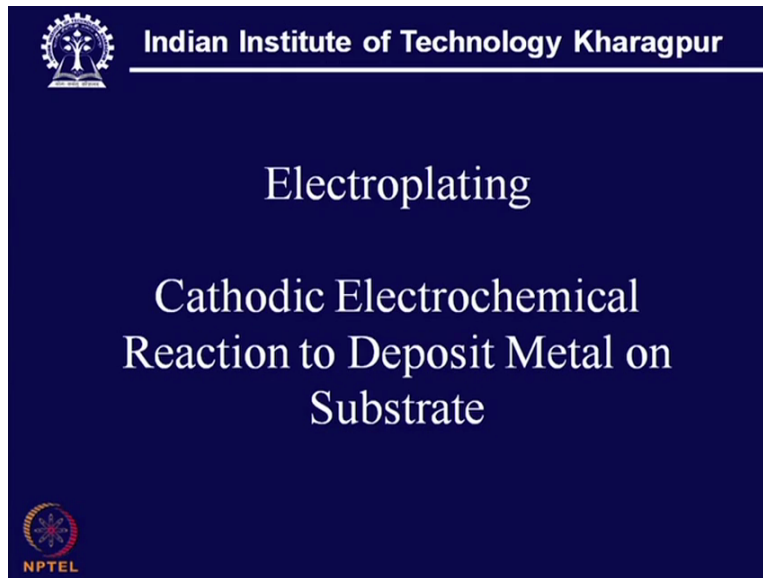 Indian Institute of Technology Kharagpur
Electroplating
Cathodic Electrochemical
Reaction to Deposit Metal on
Substrate
NPTEL